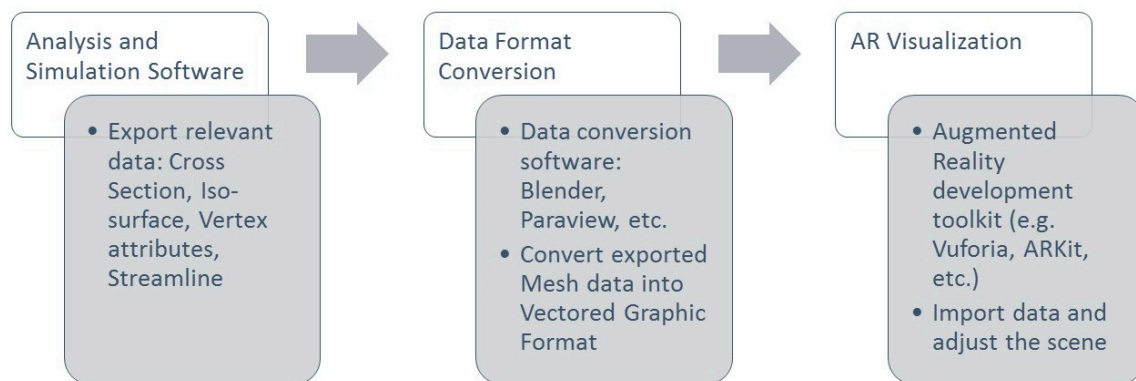 Analysis and
Simulation Software
• Export relevant
data: Cross
Section, Iso-
surface, Vertex
attributes,
Streamline
Data Format
Conversion
• Data conversion
software:
Blender,
Paraview, etc.
• Convert exported
Mesh data into
Vectored Graphic
Format
AR Visualization
• Augmented
Reality
development
toolkit (e.g.
Vuforia, ARKit,
etc.)
• Import data and
adjust the scene